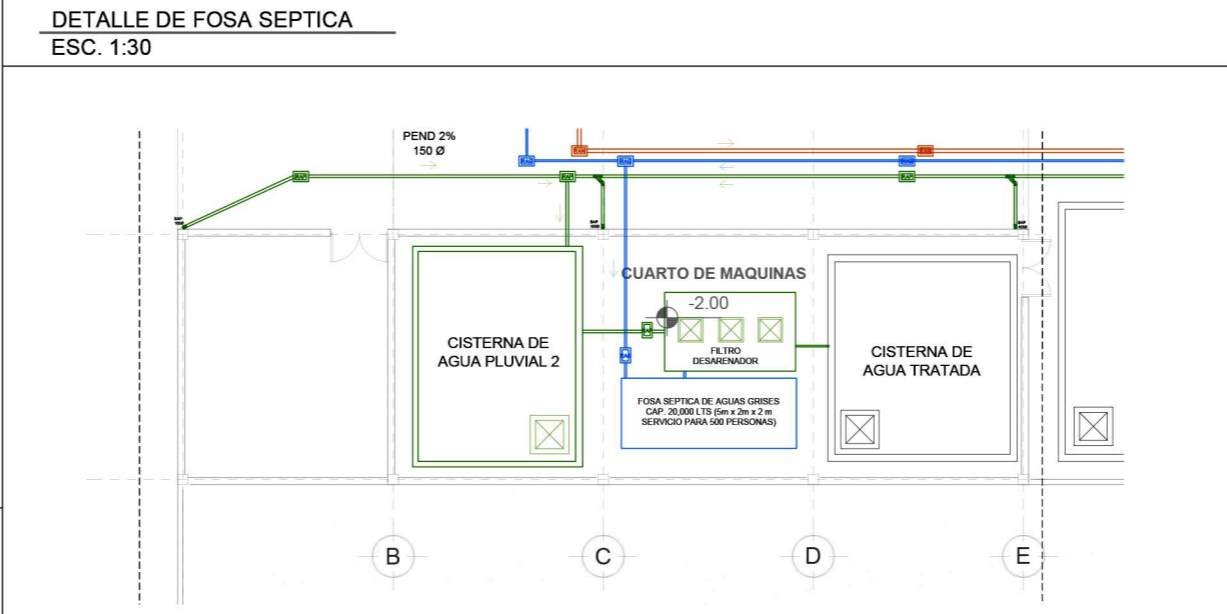 DETALLE DE FOSA SEPTICA
ESC. 1:30
PEND 2%
150 Ø
CUARTO DE MAQUINAS
-2.00
CISTERNA DE
AGUA PLUVIAL 2
FILTRO
DESARENADOR
CISTERNA DE
AGUA TRATADA
FOSA SEPTICA DE AGUAS GRISES
CAP. 20,000 LTS (5m x 2m x 2 m
SERVICIO PARA 500 PERSONAS)
B
C
D
E